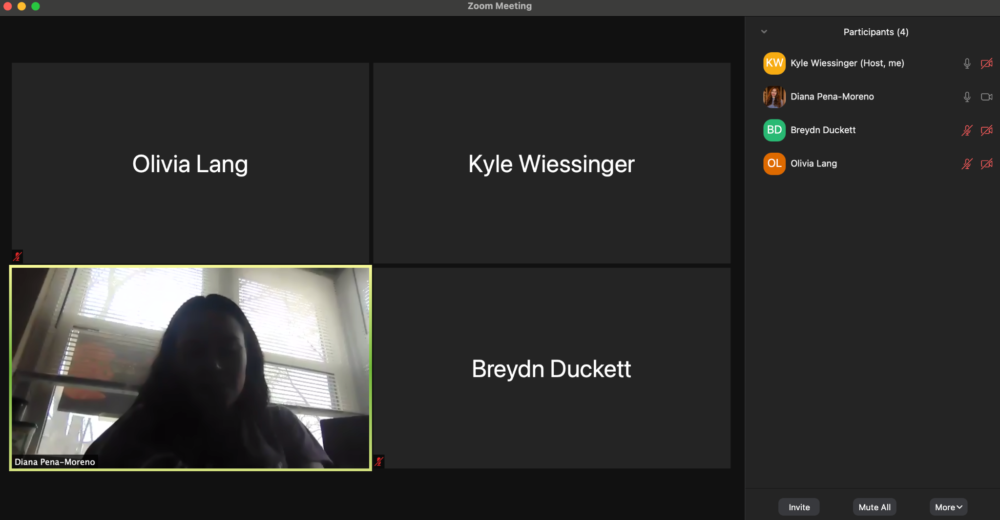 Zoom Meeting
Olivia Lang
Kyle Wiessinger
Diana Pena-Moreno
Breydn Duckett
Participants (4)
KW Kyle Wiessinger (Host, me)
Diana Pena-Moreno
BD Breydn Duckett
OL Olivia Lang
Invite Mute All More